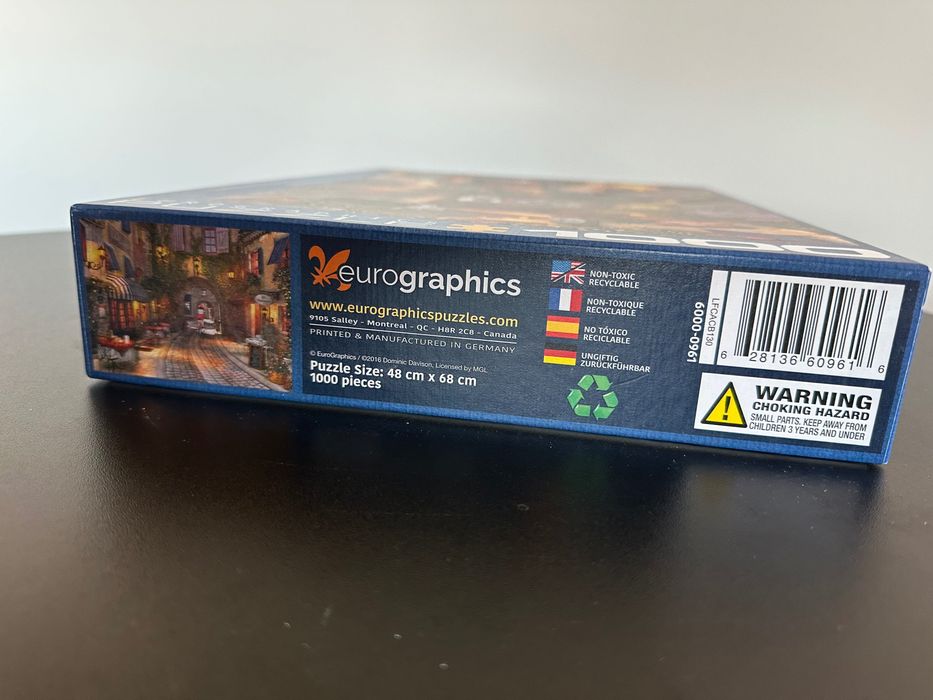 1000
eurographics
www.eurographicspuzzles.com
9105 Salley - Montreal - QC - H8R 2C8 - Canada
PRINTED & MANUFACTURED IN GERMANY
© EuroGraphics / ©2016 Dominic Davison, Licensed by MGL
Puzzle Size: 48 cm x 68 cm
1000 pieces
NON-TOXIC
RECYCLABLE
NON-TOXIQUE
RECYCLABLE
NO TÓXICO
RECICLABLE
UNGIFTIG
ZURÜCKFÜHRBAR
6000-0961
LFCACB130
6 28136 60961 6
WARNING
CHOKING HAZARD
SMALL PARTS. KEEP AWAY FROM
CHILDREN 3 YEARS AND UNDER